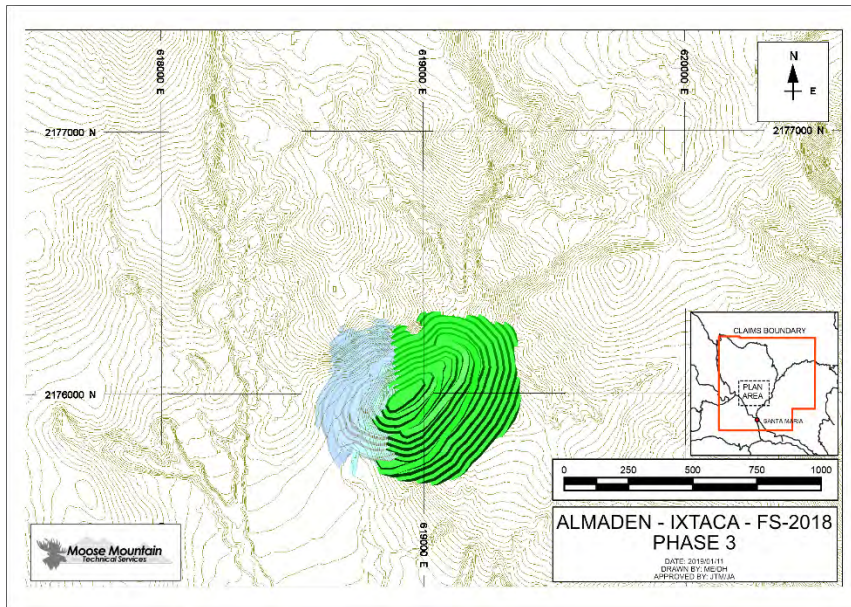 618000 E
619000 E
620000 E
N
E
2177000 N
2177000 N
CLAIMS BOUNDARY
PLAN
AREA
SANTA MARIA
2176000 N
0 250 500 750 1000
619000 E
ALMADEN - IXTACA - FS-2018
PHASE 3
DATE: 2019/01/11
DRAWN BY: ME/DH
APPROVED BY: JTM/JA
Moose Mountain
Technical Services